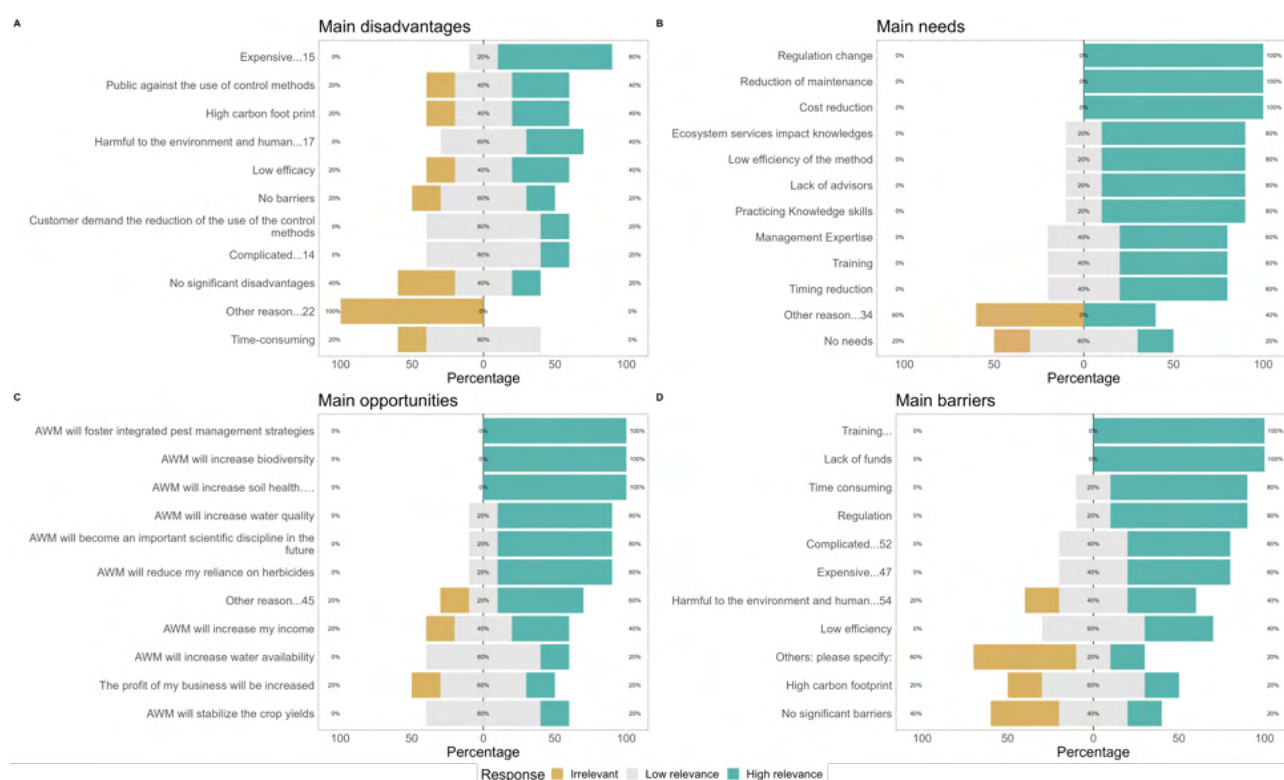 A
Main disadvantages
Expensive...15 0% 20% 80%
Public against the use of control methods 20% 40% 40%
High carbon foot print 20% 40% 40%
Harmful to the environment and human...17 0% 60% 40%
Low efficacy 20% 40% 40%
No barriers 20% 60% 20%
Customer demand the reduction of the use of the control
methods 0% 80% 20%
Complicated...14 0% 80% 20%
No significant disadvantages 40% 40% 20%
Other reason...22 100% 0% 0%
Time-consuming 20% 80% 0%
100 50 0 50 100
Percentage
B
Main needs
Regulation change 0% 0% 100%
Reduction of maintenance 0% 0% 100%
Cost reduction 0% 0% 100%
Ecosystem services impact knowledges 0% 20% 80%
Low efficiency of the method 0% 20% 80%
Lack of advisors 0% 20% 80%
Practicing Knowledge skills 0% 20% 80%
Management Expertise 0% 40% 60%
Training 0% 40% 60%
Timing reduction 0% 40% 60%
Other reason...34 60% 0% 40%
No needs 20% 60% 20%
100 50 0 50 100
Percentage
C
Main opportunities
AWM will foster integrated pest management strategies 0% 0% 100%
AWM will increase biodiversity 0% 0% 100%
AWM will increase soil health.... 0% 0% 100%
AWM will increase water quality 0% 20% 80%
AWM will become an important scientific discipline in the
future 0% 20% 80%
AWM will reduce my reliance on herbicides 0% 20% 80%
Other reason...45 20% 20% 60%
AWM will increase my income 20% 40% 40%
AWM will increase water availability 0% 80% 20%
The profit of my business will be increased 20% 60% 20%
AWM will stabilize the crop yields 0% 80% 20%
100 50 0 50 100
Percentage
D
Main barriers
Training... 0% 0% 100%
Lack of funds 0% 0% 100%
Time consuming 0% 20% 80%
Regulation 0% 20% 80%
Complicated...52 0% 40% 60%
Expensive...47 0% 40% 60%
Harmful to the environment and human...54 20% 40% 40%
Low efficiency 0% 60% 40%
Others: please specify: 60% 20% 20%
High carbon footprint 20% 60% 20%
No significant barriers 40% 40% 20%
100 50 0 50 100
Percentage
Response Irrelevant Low relevance High relevance